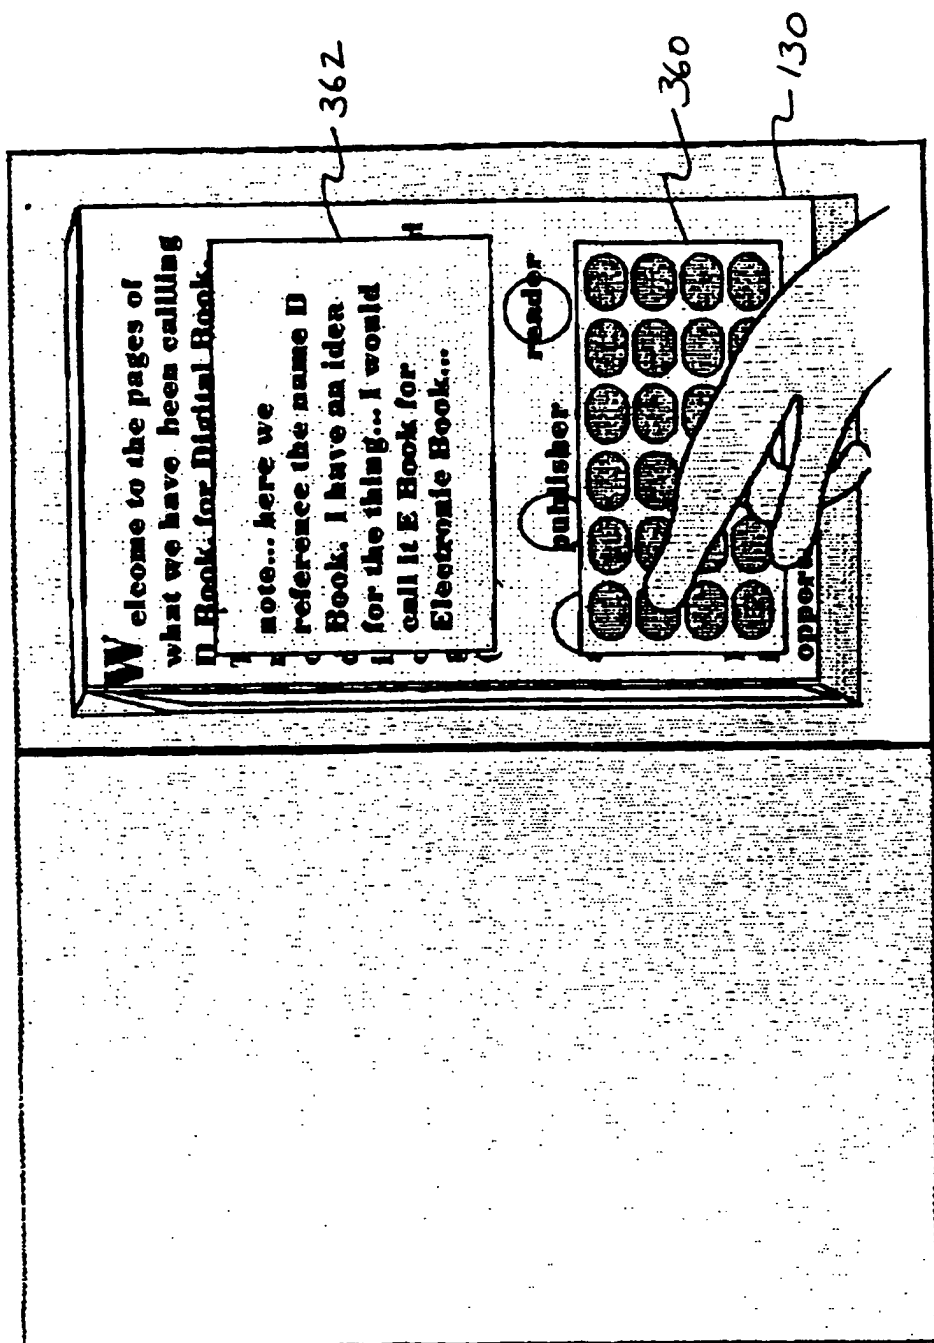 Welcome to the pages of
what we have been callling
D Book, for Digital Book.
note... here we
reference the name D
Book. I have an idea
for the thing... I would
call it E Book for
Electronic Book...
publisher
reader
362
360
130